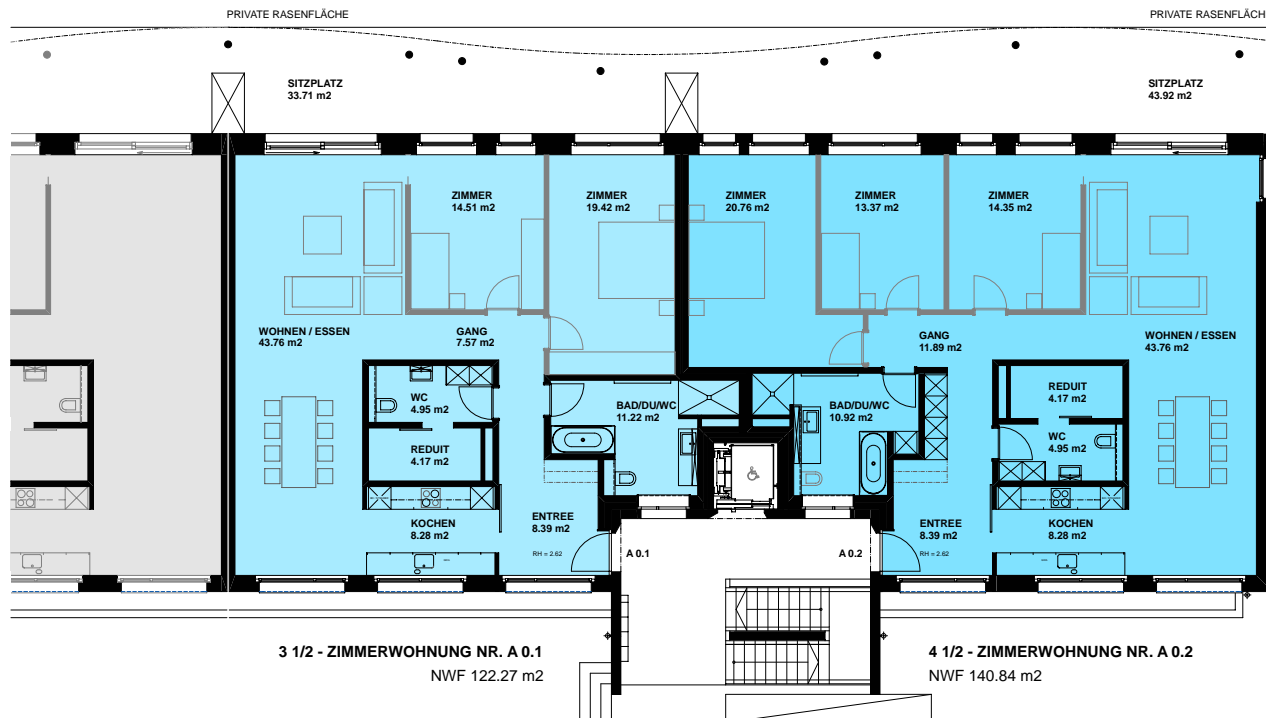 PRIVATE RASENFLÄCHE
PRIVATE RASENFLÄCH
SITZPLATZ
33.71 m2
SITZPLATZ
43.92 m2
ZIMMER
14.51 m2
ZIMMER
19.42 m2
ZIMMER
20.76 m2
ZIMMER
13.37 m2
ZIMMER
14.35 m2
WOHNEN / ESSEN
43.76 m2
GANG
7.57 m2
GANG
11.89 m2
WOHNEN / ESSEN
43.76 m2
WC
4.95 m2
BAD/DU/WC
11.22 m2
BAD/DU/WC
10.92 m2
REDUIT
4.17 m2
REDUIT
4.17 m2
WC
4.95 m2
KOCHEN
8.28 m2
ENTREE
8.39 m2
RH = 2.62
A 0.1
A 0.2
ENTREE
8.39 m2
RH = 2.62
KOCHEN
8.28 m2
3 1/2 - ZIMMERWOHNUNG NR. A 0.1
NWF 122.27 m2
4 1/2 - ZIMMERWOHNUNG NR. A 0.2
NWF 140.84 m2